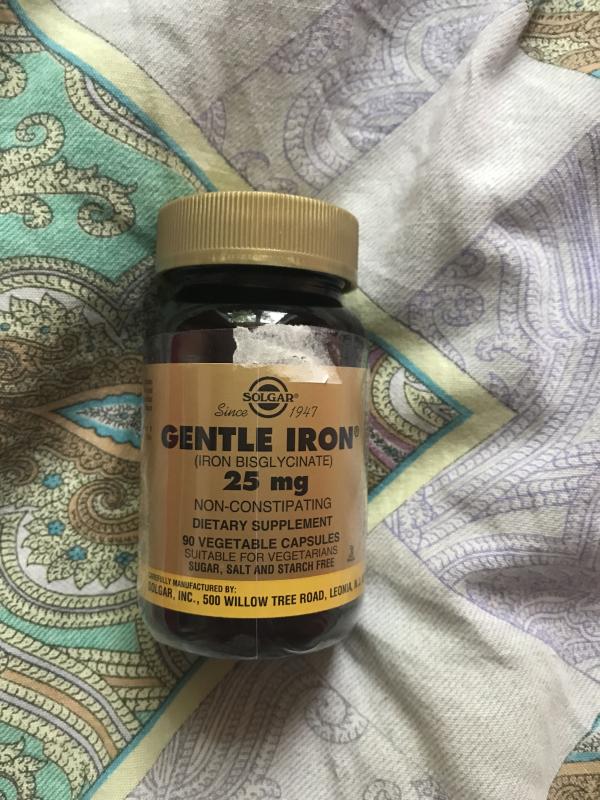 SOLGAR®
Since 1947
GENTLE IRON®
(IRON BISGLYCINATE)
25 mg
NON-CONSTIPATING
DIETARY SUPPLEMENT
90 VEGETABLE CAPSULES
SUITABLE FOR VEGETARIANS
SUGAR, SALT AND STARCH FREE
CAREFULLY MANUFACTURED BY:
SOLGAR, INC., 500 WILLOW TREE ROAD, LEONIA, N.J.